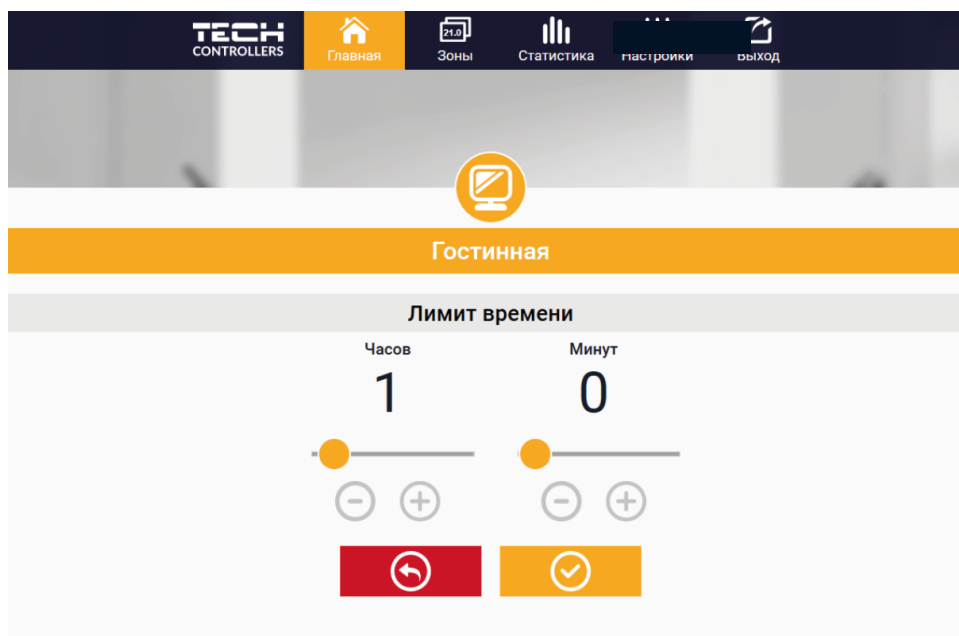 TECH
CONTROLLERS
Главная
21.0
Зоны
Статистика
Настройки
Выход
Гостинная
Лимит времени
Часов
Минут
1
0